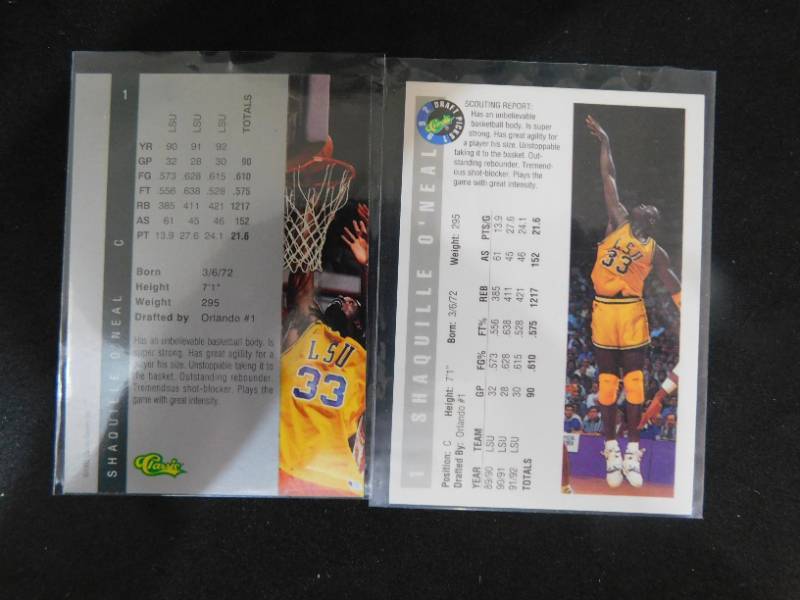 1
SHAQUILLE O'NEAL C
LSU LSU LSU TOTALS
YR 90 91 92
GP 32 28 30 90
FG .573 .628 .615 .610
FT .556 .638 .528 .575
RB 385 411 421 1217
AS 61 45 46 152
PT 13.9 27.6 24.1 21.6
Born 3/6/72
Height 7'1"
Weight 295
Drafted by Orlando #1
Has an unbelievable basketball body. Is
super strong. Has great agility for a
player his size. Unstoppable taking it to
the basket. Outstanding rebounder.
Tremendous shot-blocker. Plays the
game with great intensity.
Classic
LSU
33
DRAFT PICKS
Classic
SCOUTING REPORT:
Has an unbelievable
basketball body. Is super
strong. Has great agility for
a player his size. Unstoppable
taking it to the basket. Out-
standing rebounder. Tremen-
dous shot-blocker. Plays the
game with great intensity.
1 SHAQUILLE O'NEAL
Position: C Height: 7'1" Born: 3/6/72 Weight: 295
Drafted By: Orlando #1
YEAR TEAM GP FG% FT% REB AS PTS/G
89/90 LSU 32 .573 .556 385 61 13.9
90/91 LSU 28 .628 .638 411 45 27.6
91/92 LSU 30 .615 .528 421 46 24.1
TOTALS 90 .610 .575 1217 152 21.6
LSU
33